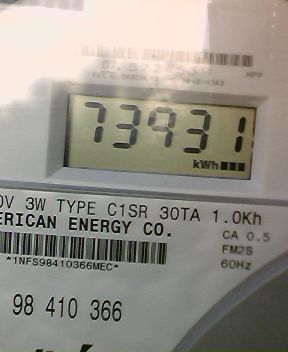 73931
kWh
0V 3W TYPE C1SR 30TA 1.0Kh
ERICAN ENERGY CO.
CA 0.5
FM2S
60Hz
*1NFS98410366MEC*
98 410 366